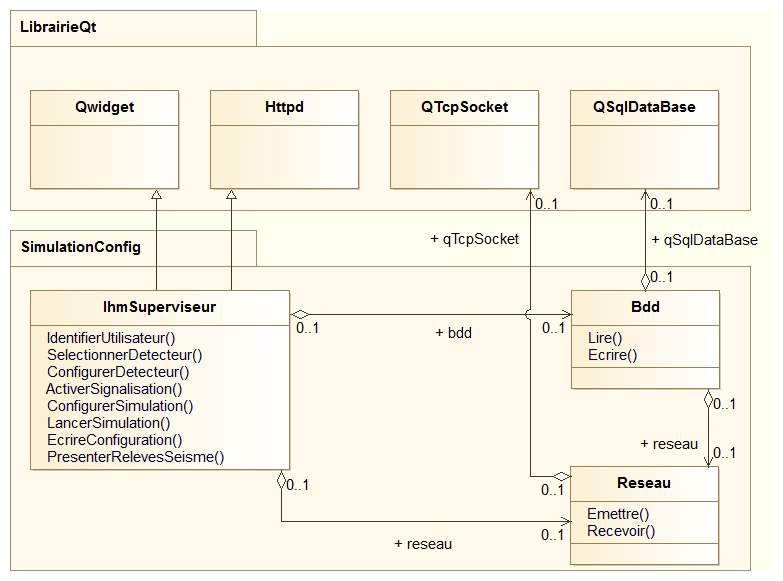 LibrairieQt
Qwidget
Httpd
QTcpSocket
QSqlDataBase
0..1
0..1
+ qTcpSocket
+ qSqlDataBase
SimulationConfig
0..1
IhmSuperviseur
IdentifierUtilisateur()
SelectionnerDetecteur()
ConfigurerDetecteur()
ActiverSignalisation()
ConfigurerSimulation()
LancerSimulation()
EcrireConfiguration()
PresenterRelevesSeisme()
0..1
+ bdd
0..1
Bdd
Lire()
Ecrire()
0..1
+ reseau
0..1
0..1
+ reseau
0..1
0..1
Reseau
Emettre()
Recevoir()